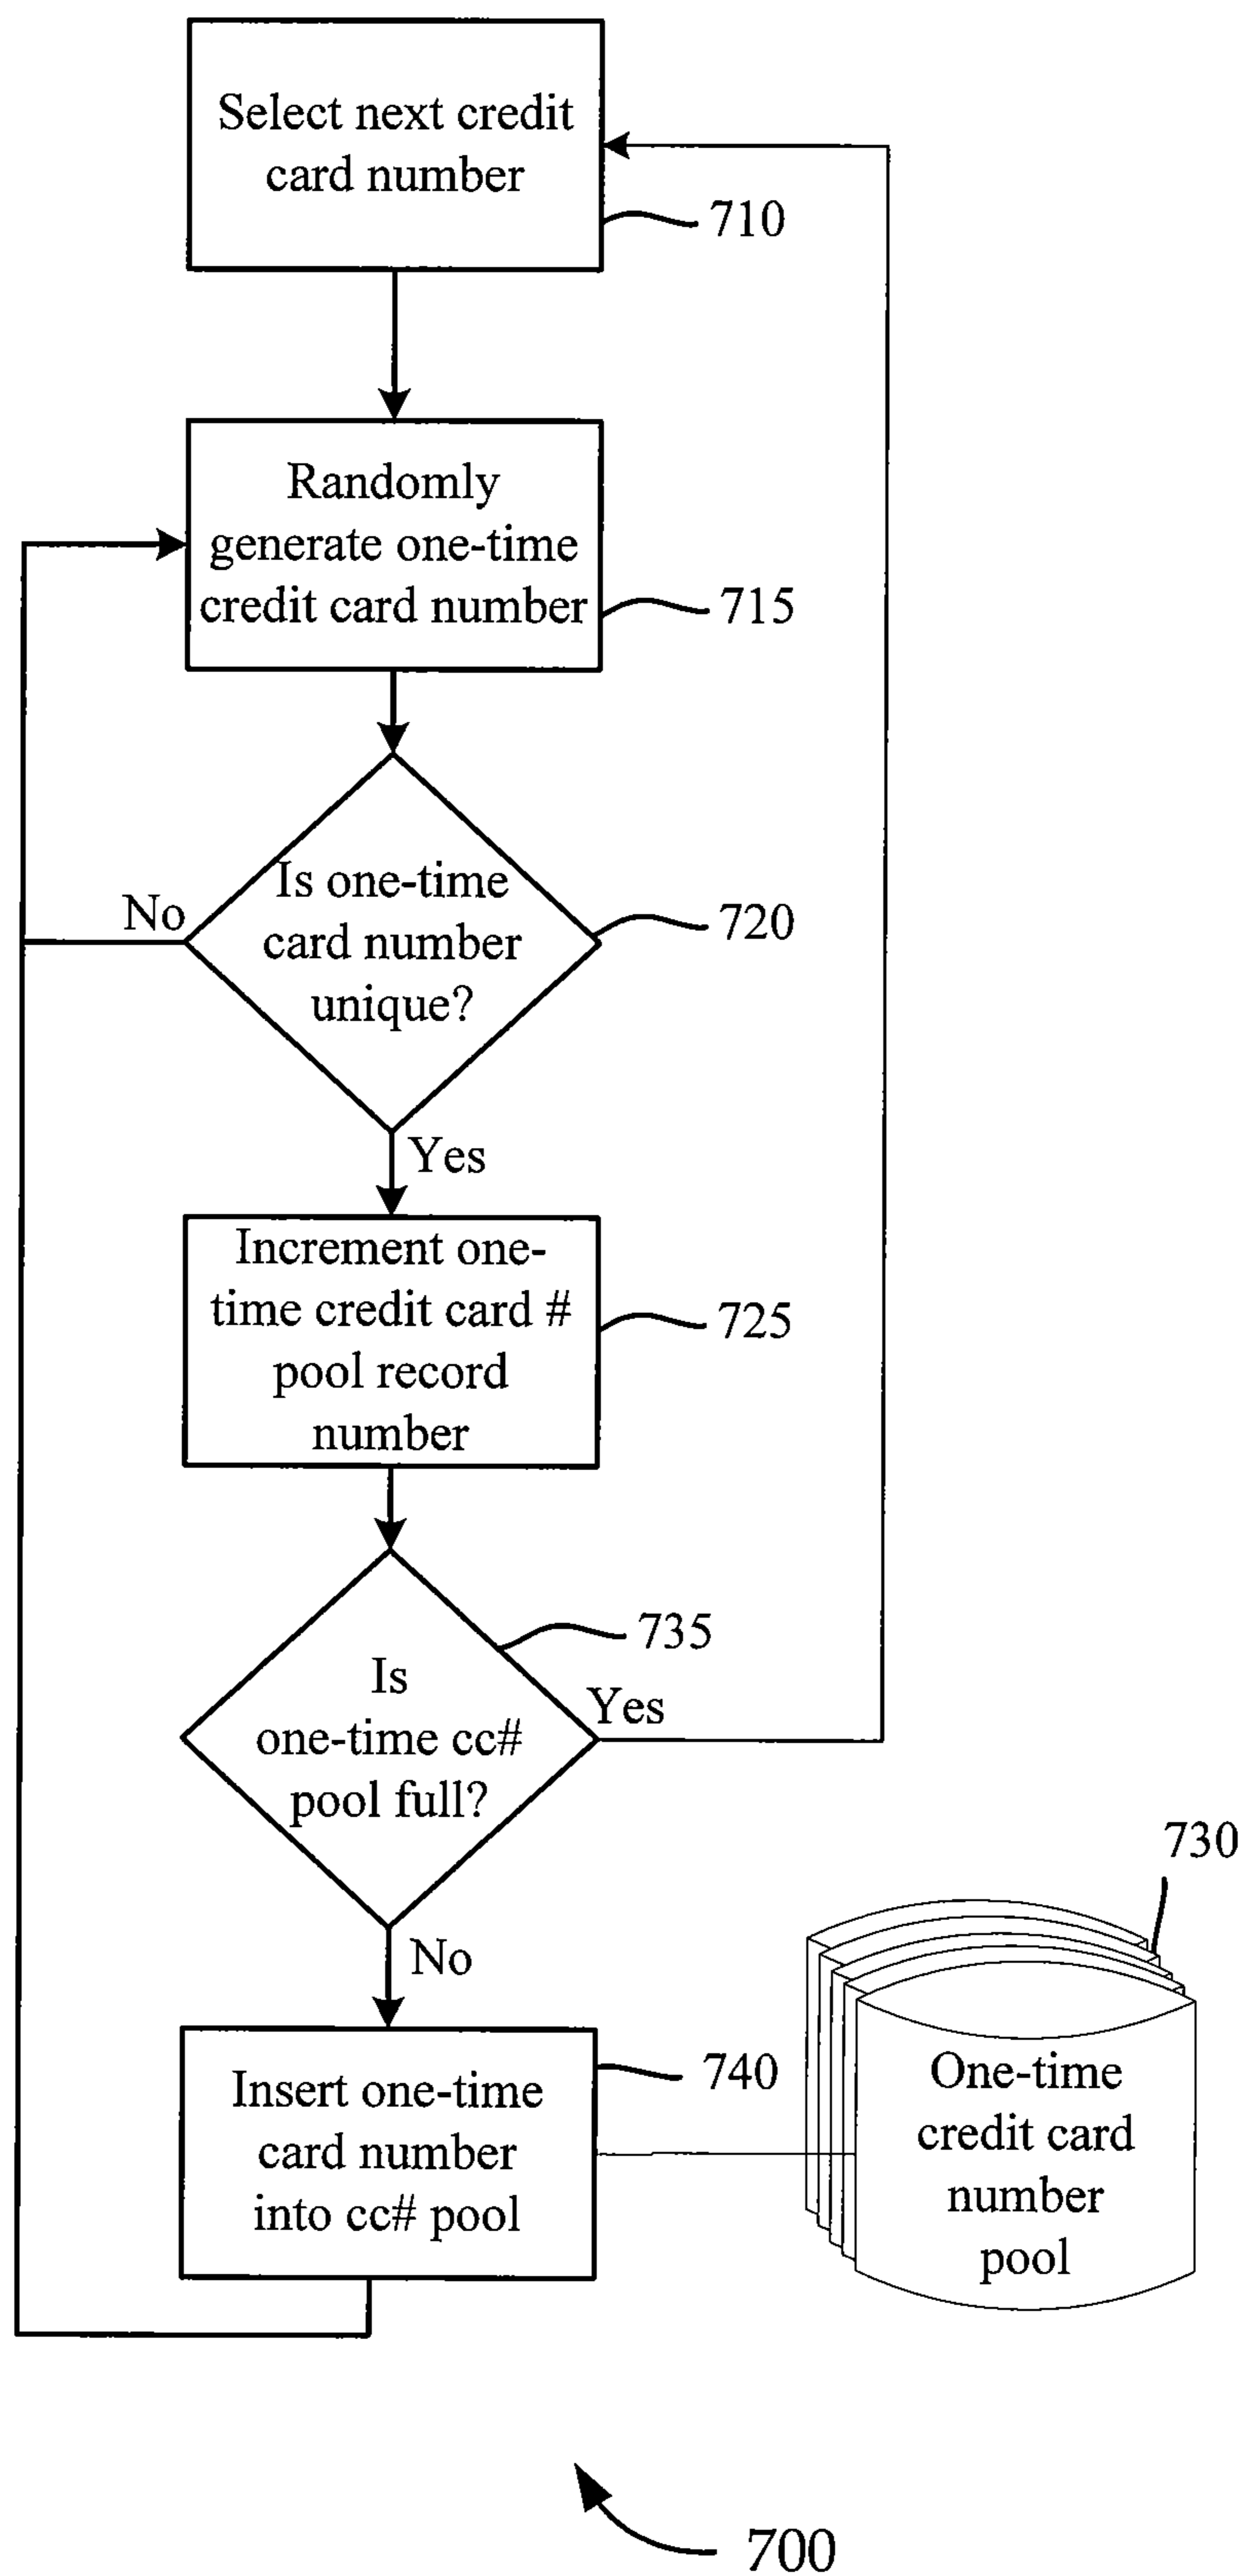 Select next credit
card number
710
Randomly
generate one-time
credit card number
715
Is one-time
card number
unique?
No
720
Yes
Increment one-
time credit card #
pool record
number
725
735
Is
one-time cc#
pool full?
Yes
No
730
Insert one-time
card number
into cc# pool
740
One-time
credit card
number
pool
700